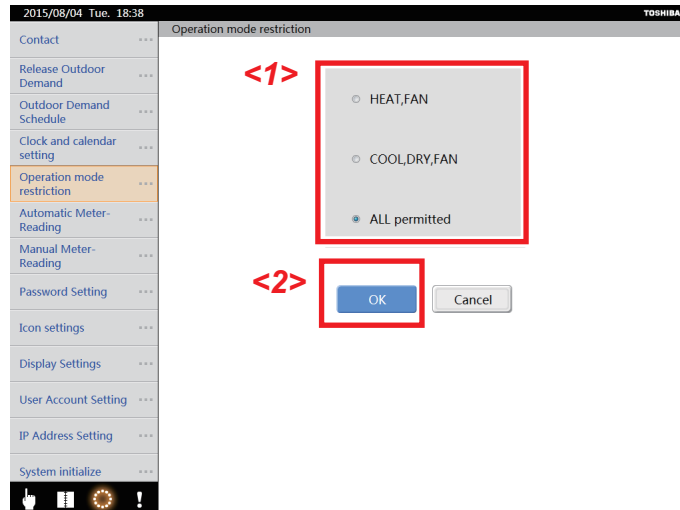 2015/08/04 Tue. 18:38
TOSHIBA
Operation mode restriction
Contact
Release Outdoor
Demand
Outdoor Demand
Schedule
Clock and calendar
setting
Operation mode
restriction
Automatic Meter-
Reading
Manual Meter-
Reading
Password Setting
Icon settings
Display Settings
User Account Setting
IP Address Setting
System initialize
<1>
HEAT,FAN
COOL,DRY,FAN
ALL permitted
<2>
OK
Cancel